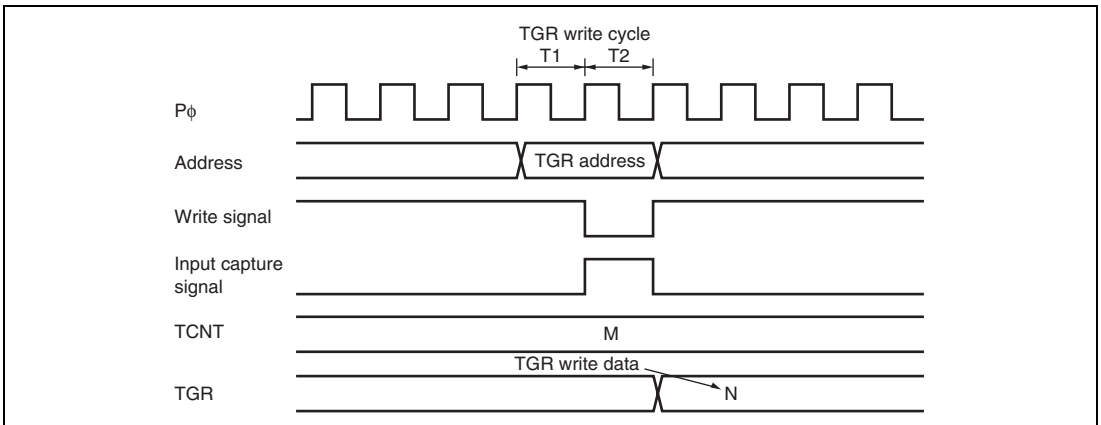 TGR write cycle
T1 T2
Pϕ
Address
TGR address
Write signal
Input capture
signal
TCNT
M
TGR write data
TGR
N